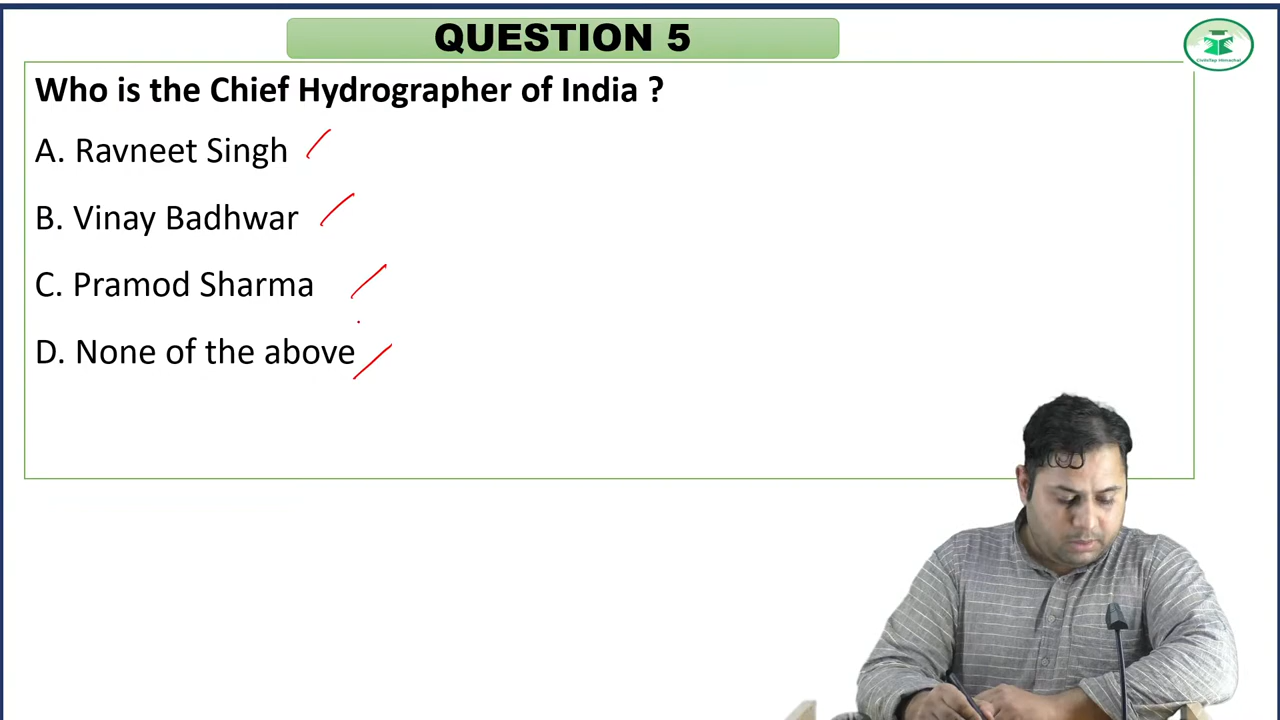 QUESTION 5
Who is the Chief Hydrographer of India ?
A. Ravneet Singh
B. Vinay Badhwar
C. Pramod Sharma
D. None of the above